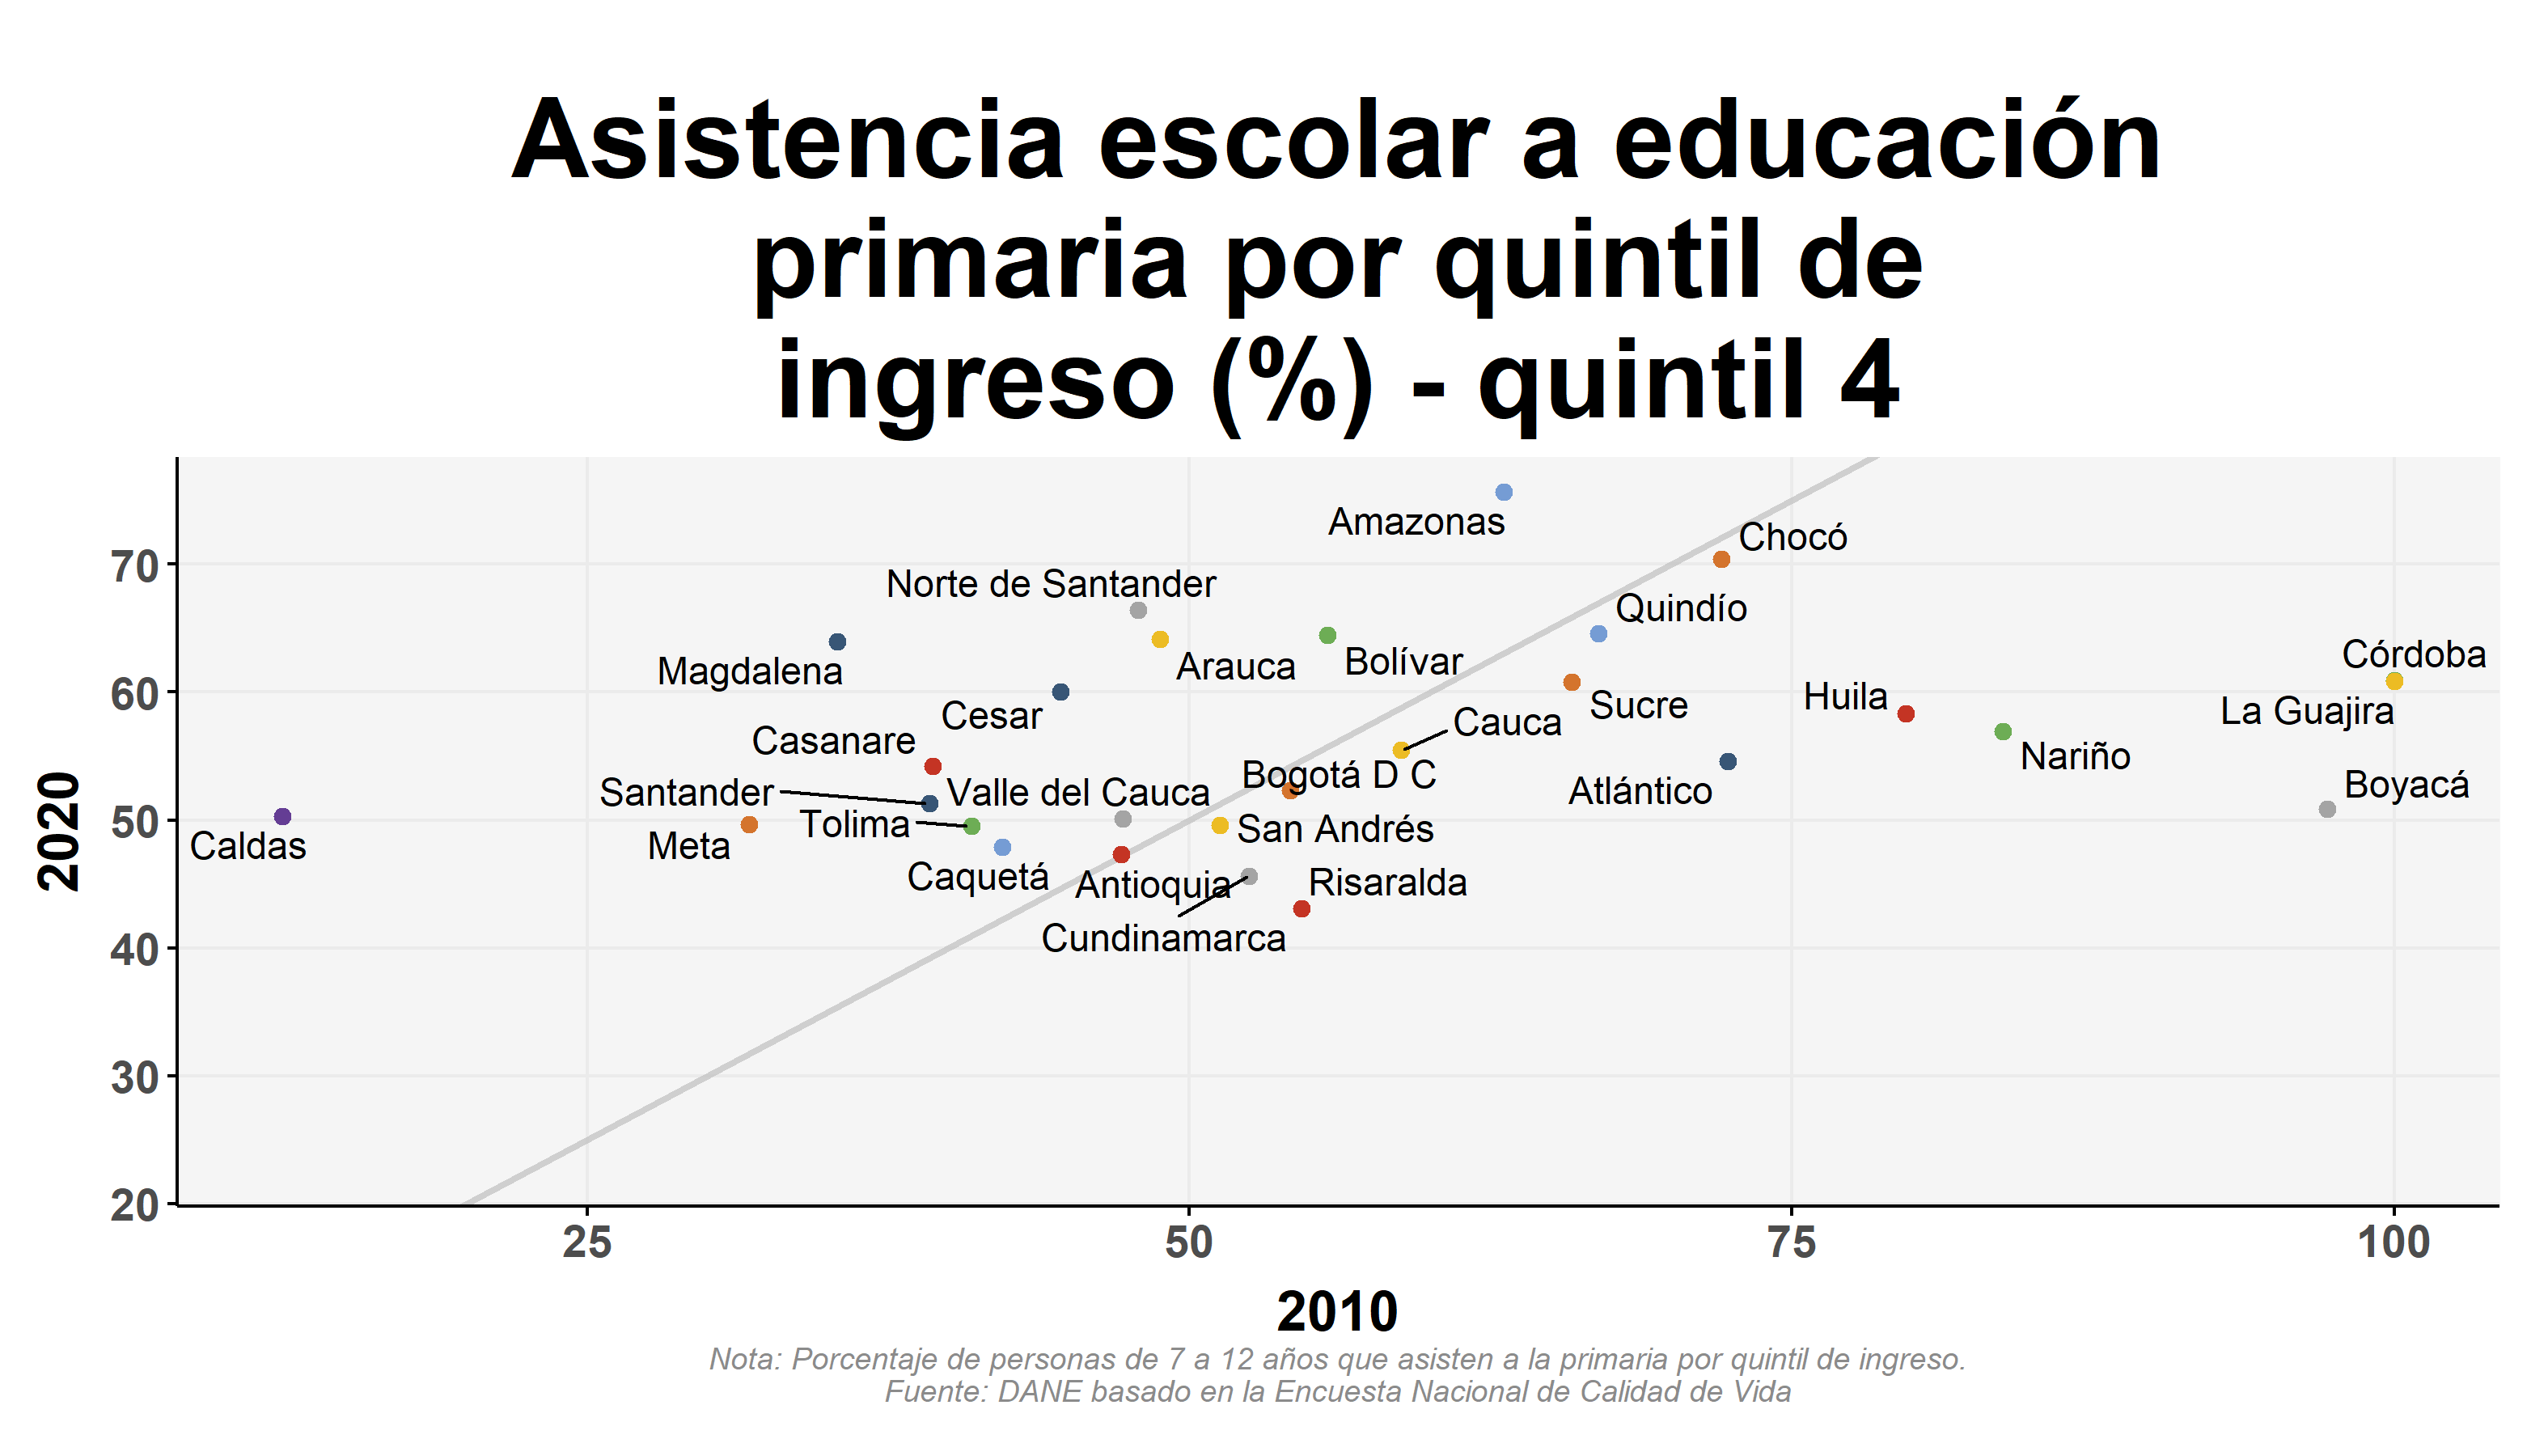 Asistencia escolar a educación
primaria por quintil de
ingreso (%) - quintil 4
Amazonas
Chocó
70
Norte de Santander
Quindío
Córdoba
Magdalena
Arauca
Bolívar
60
Huila
Sucre
La Guajira
Cesar
Cauca
Casanare
Nariño
Bogotá D C
Boyacá
Santander
Valle del Cauca
Atlántico
50
Tolima
San Andrés
Caldas
Meta
Caquetá
Antioquia
Risaralda
Cundinamarca
40
30
20
2020
25
50
75
100
2010
Nota: Porcentaje de personas de 7 a 12 años que asisten a la primaria por quintil de ingreso.
Fuente: DANE basado en la Encuesta Nacional de Calidad de Vida